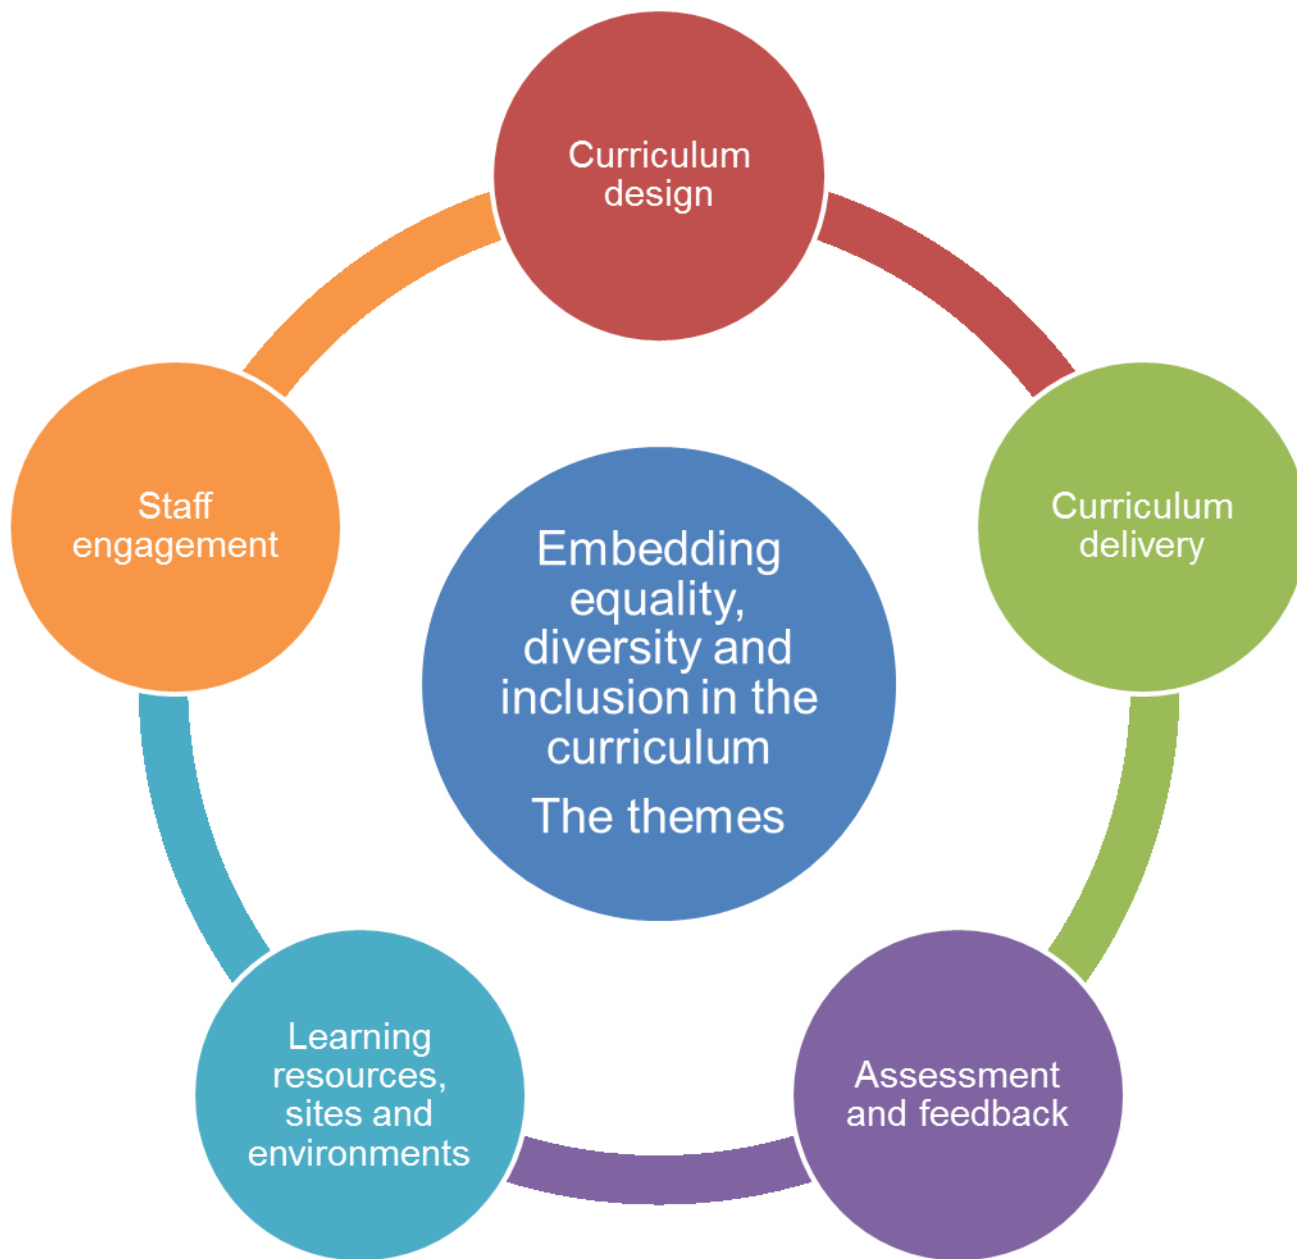 Curriculum
design
Curriculum
delivery
Assessment
and feedback
Learning
resources,
sites and
environments
Staff
engagement
Embedding
equality,
diversity and
inclusion in the
curriculum
The themes